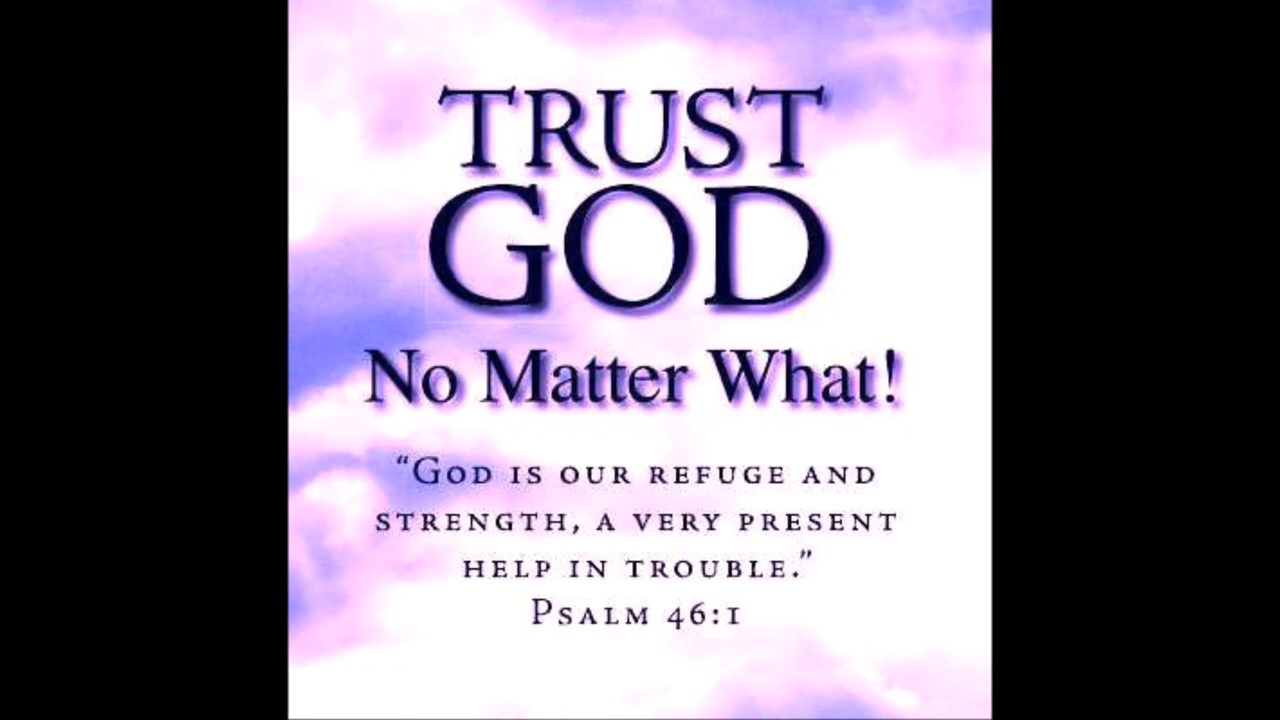 TRUST
GOD
No Matter What!
“God is our refuge and
strength, a very present
help in trouble.”
Psalm 46:1